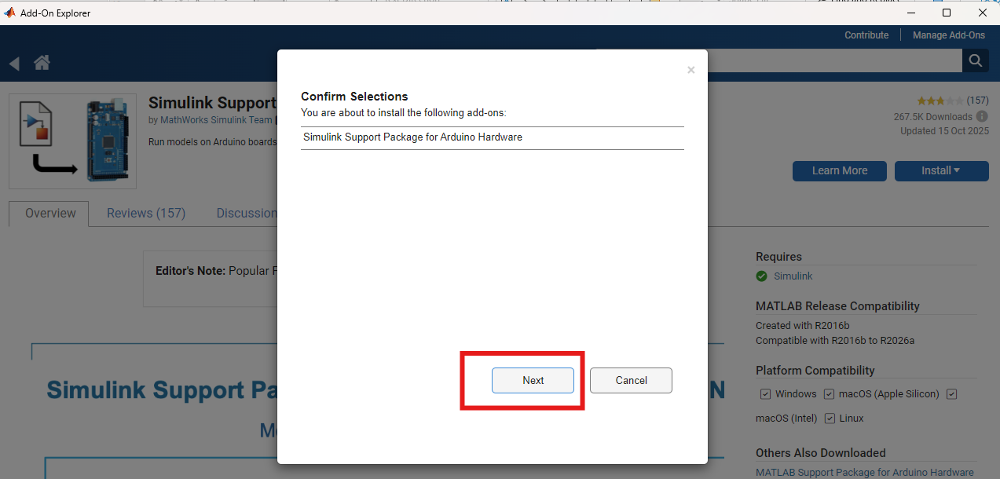 Add-On Explorer
Contribute
Manage Add-Ons
Confirm Selections
You are about to install the following add-ons:
Simulink Support Package for Arduino Hardware
Next
Cancel
Simulink Support
by MathWorks Simulink Team
Run models on Arduino boards
(157)
267.5K Downloads
Updated 15 Oct 2025
Learn More
Install
Overview
Reviews (157)
Discussion
Editor's Note: Popular
Simulink Support
Requires
Simulink
MATLAB Release Compatibility
Created with R2016b
Compatible with R2016b to R2026a
Platform Compatibility
Windows macOS (Apple Silicon)
macOS (Intel) Linux
Others Also Downloaded
MATLAB Support Package for Arduino Hardware